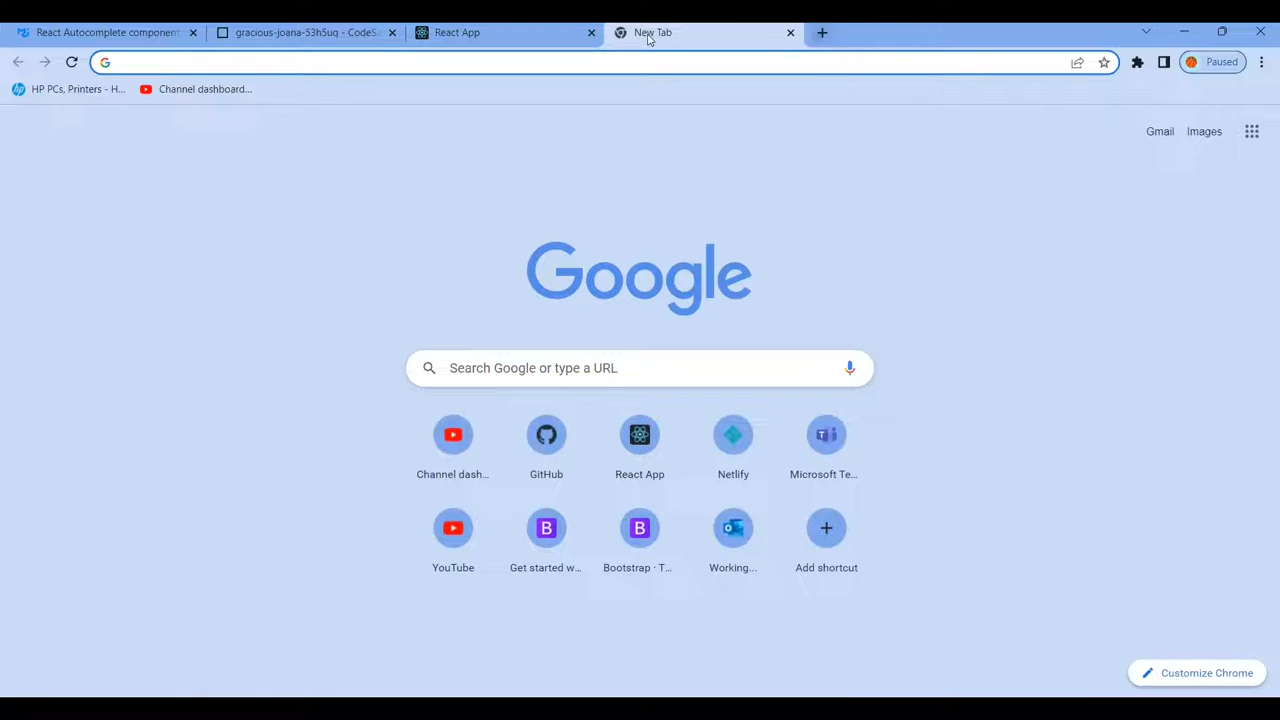 React Autocomplete component
gracious-joana-53h5uq - CodeS
React App
New Tab
Paused
HP PCs, Printers - H...
Channel dashboard...
Gmail
Images
Google
Search Google or type a URL
Channel dash...
GitHub
React App
Netlify
Microsoft Te...
YouTube
Get started w...
Bootstrap · T...
Working...
Add shortcut
Customize Chrome